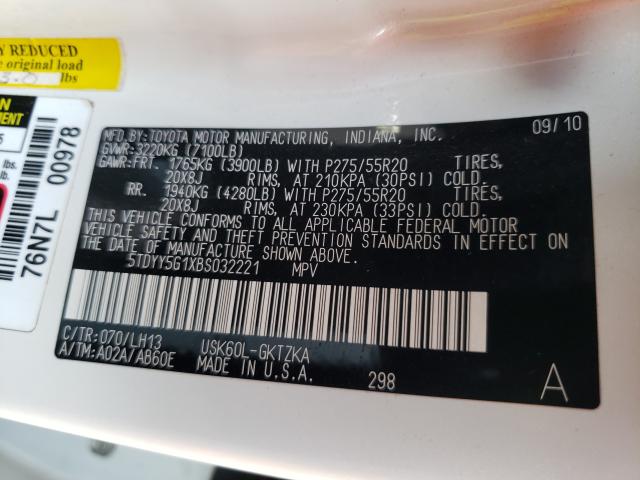 Y REDUCED
e original load
lbs
76N7L 00978
09/10
MFD. BY: TOYOTA MOTOR MANUFACTURING, INDIANA, INC.
GVWR: 3220KG (7100LB)
GAWR: FRT. 1765KG (3900LB) WITH P275/55R20 TIRES,
20X8J RIMS, AT 210KPA (30PSI) COLD.
RR. 1940KG (4280LB) WITH P275/55R20 TIRES,
20X8J RIMS, AT 230KPA (33PSI) COLD.
THIS VEHICLE CONFORMS TO ALL APPLICABLE FEDERAL MOTOR
VEHICLE SAFETY AND THEFT PREVENTION STANDARDS IN EFFECT ON
THE DATE OF MANUFACTURE SHOWN ABOVE.
5TDYY5G1XBS032221 MPV
C/TR: 070/LH13 USK60L-GKTZKA
A/TM: A02A/AB60E MADE IN U.S.A. 298 A